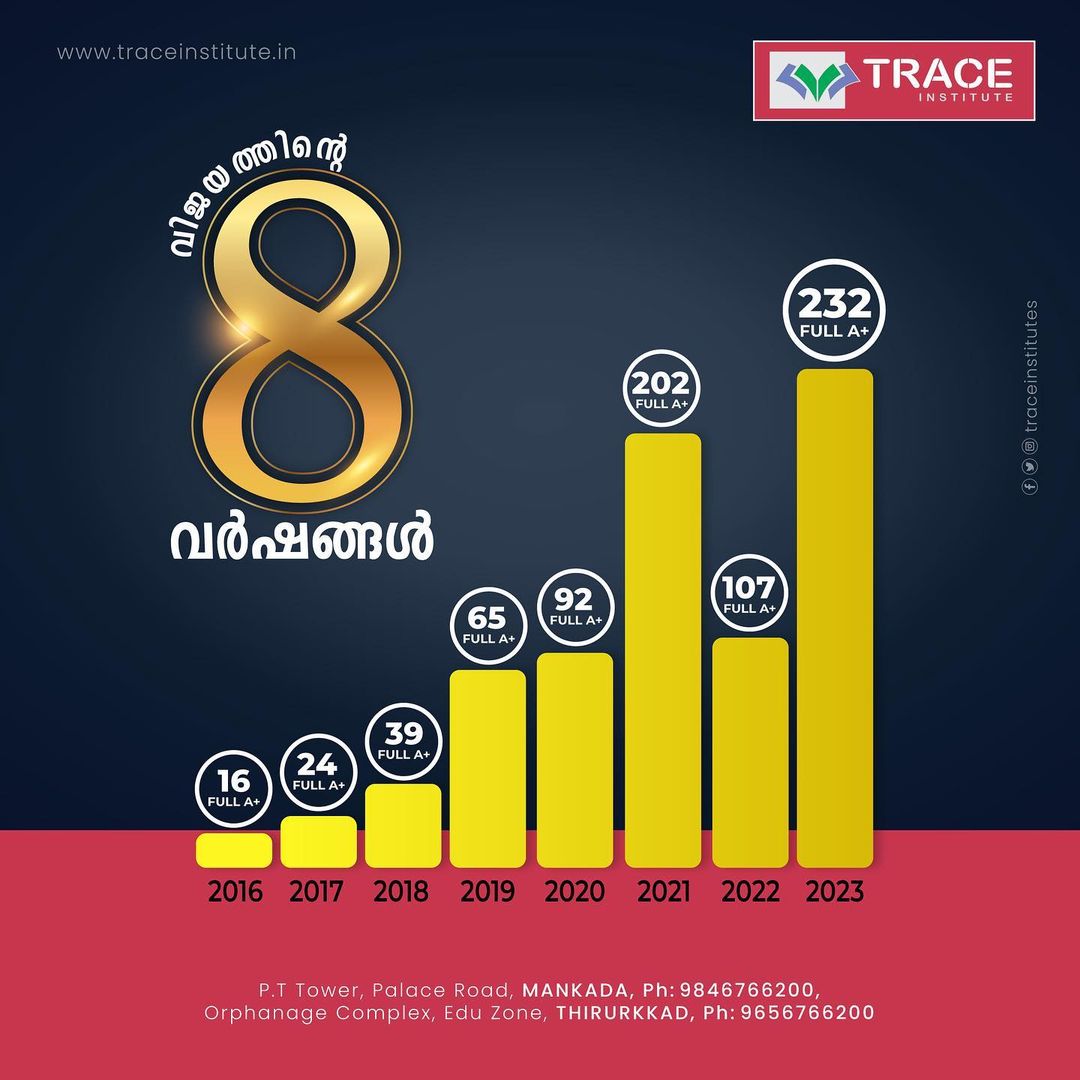 www.traceinstitute.in
TRACE
INSTITUTE
വിജയത്തിന്റെ
8
വർഷങ്ങൾ
traceinstitutes
232
FULL A+
202
FULL A+
107
FULL A+
92
FULL A+
65
FULL A+
39
FULL A+
24
FULL A+
16
FULL A+
2016 2017 2018 2019 2020 2021 2022 2023
P.T Tower, Palace Road, MANKADA, Ph: 9846766200,
Orphanage Complex, Edu Zone, THIRURKKAD, Ph: 9656766200